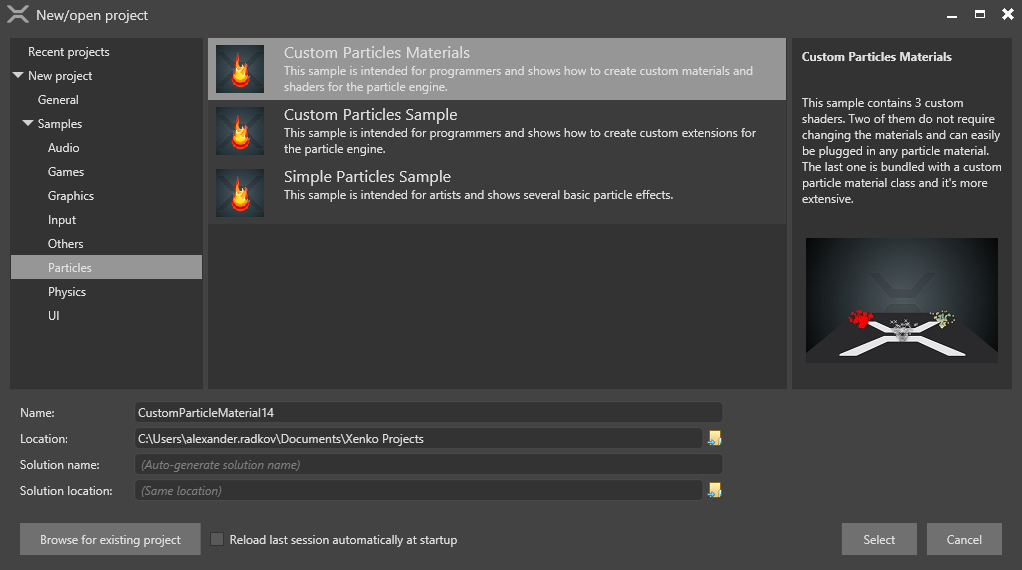 New/open project
Recent projects
New project
General
Samples
Audio
Games
Graphics
Input
Others
Particles
Physics
UI
Custom Particles Materials
This sample is intended for programmers and shows how to create custom materials and
shaders for the particle engine.
Custom Particles Sample
This sample is intended for programmers and shows how to create custom extensions for
the particle engine.
Simple Particles Sample
This sample is intended for artists and shows several basic particle effects.
Custom Particles Materials
This sample contains 3 custom
shaders. Two of them do not require
changing the materials and can easily
be plugged in any particle material.
The last one is bundled with a custom
particle material class and it's more
extensive.
Name:
CustomParticleMaterial14
Location:
C:\Users\alexander.radkov\Documents\Xenko Projects
Solution name:
(Auto-generate solution name)
Solution location:
(Same location)
Browse for existing project
Reload last session automatically at startup
Select
Cancel